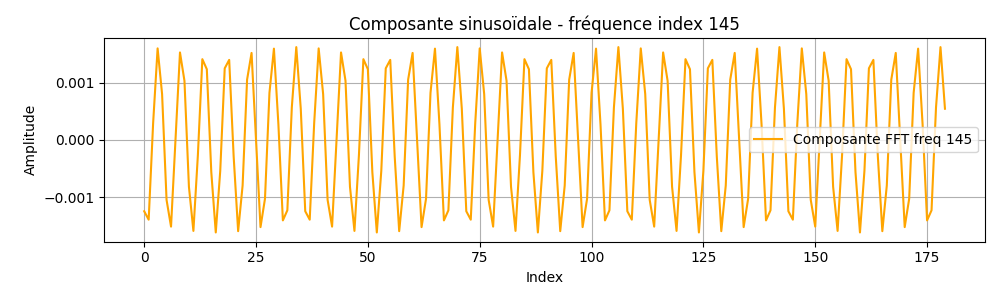 Composante sinusoïdale - fréquence index 145
Amplitude
0.001
0.000
−0.001
Composante FFT freq 145
0 25 50 75 100 125 150 175
Index